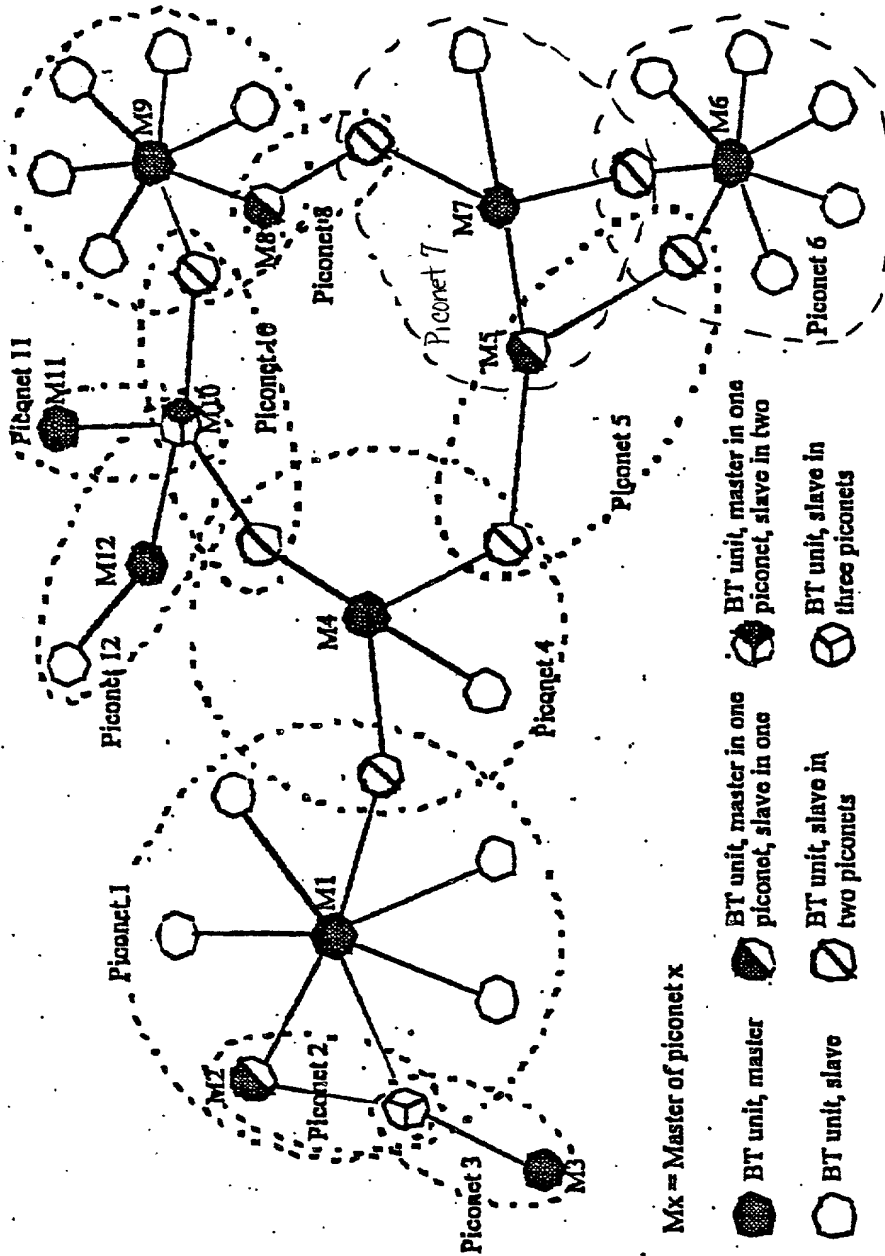 Piconet 1
M1
M2
Piconet 2
Piconet 3
M3
M4
Piconet 4
Piconet 12
M12
Piconet 11
M11
M10
Piconet 10
M9
M8
Piconet 8
Piconet 7
M7
M5
Piconet 5
M6
Piconet 6
Mx = Master of piconet x
BT unit, master
BT unit, master in one
piconet, slave in one
BT unit, master in one
piconet, slave in two
BT unit, slave
BT unit, slave in
two piconets
BT unit, slave in
three piconets